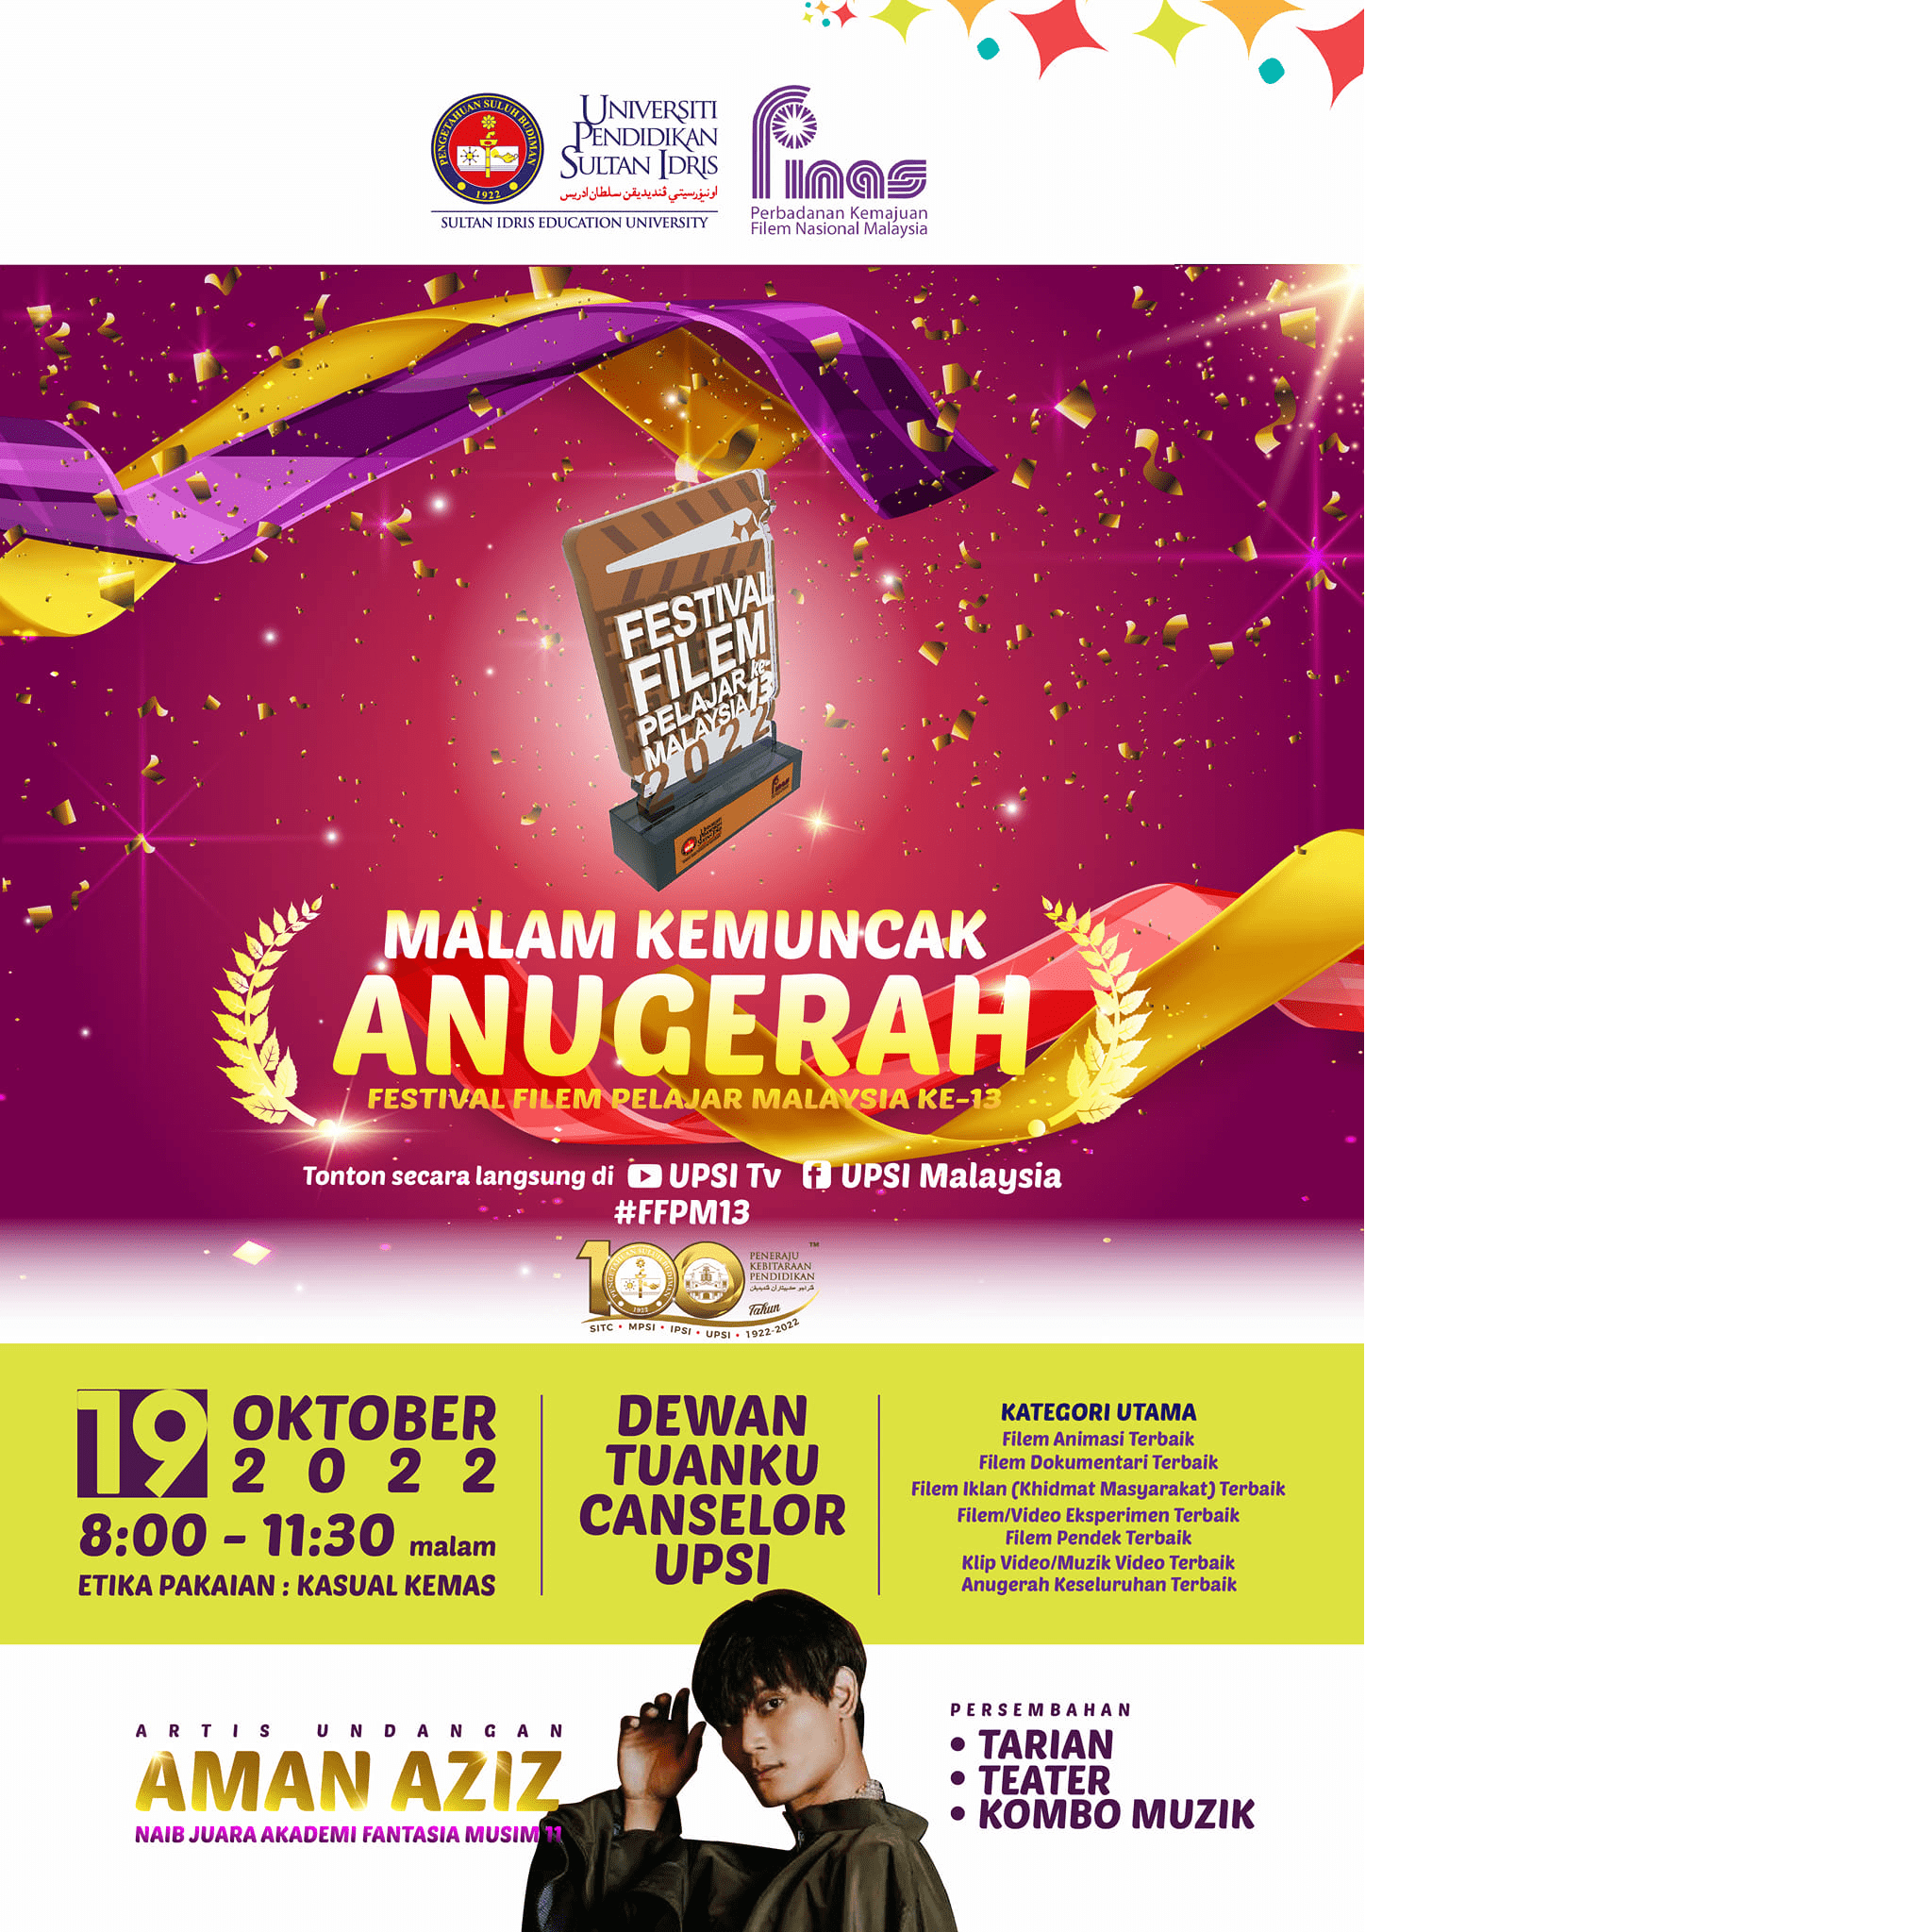 PENGETAHUAN SULUH BUDIMAN
1922
UNIVERSITI
PENDIDIKAN
SULTAN IDRIS
اونيۏرسيتي ڤنديديقن سلطان ادريس
SULTAN IDRIS EDUCATION UNIVERSITY
Finas
Perbadanan Kemajuan
Filem Nasional Malaysia
FESTIVAL
FILEM
PELAJAR ke-
MALAYSIA 13
2022
MALAM KEMUNCAK
ANUGERAH
FESTIVAL FILEM PELAJAR MALAYSIA KE-13
Tonton secara langsung di UPSI Tv UPSI Malaysia
#FFPM13
100
PENERAJU
KEBITARAAN
PENDIDIKAN
Tahun
TM
1922
SITC • MPSI • IPSI • UPSI • 1922-2022
19 OKTOBER
2022
8:00 - 11:30 malam
ETIKA PAKAIAN : KASUAL KEMAS
DEWAN
TUANKU
CANSELOR
UPSI
KATEGORI UTAMA
Filem Animasi Terbaik
Filem Dokumentari Terbaik
Filem Iklan (Khidmat Masyarakat) Terbaik
Filem/Video Eksperimen Terbaik
Filem Pendek Terbaik
Klip Video/Muzik Video Terbaik
Anugerah Keseluruhan Terbaik
ARTIS UNDANGAN
AMAN AZIZ
NAIB JUARA AKADEMI FANTASIA MUSIM 11
PERSEMBAHAN
• TARIAN
• TEATER
• KOMBO MUZIK